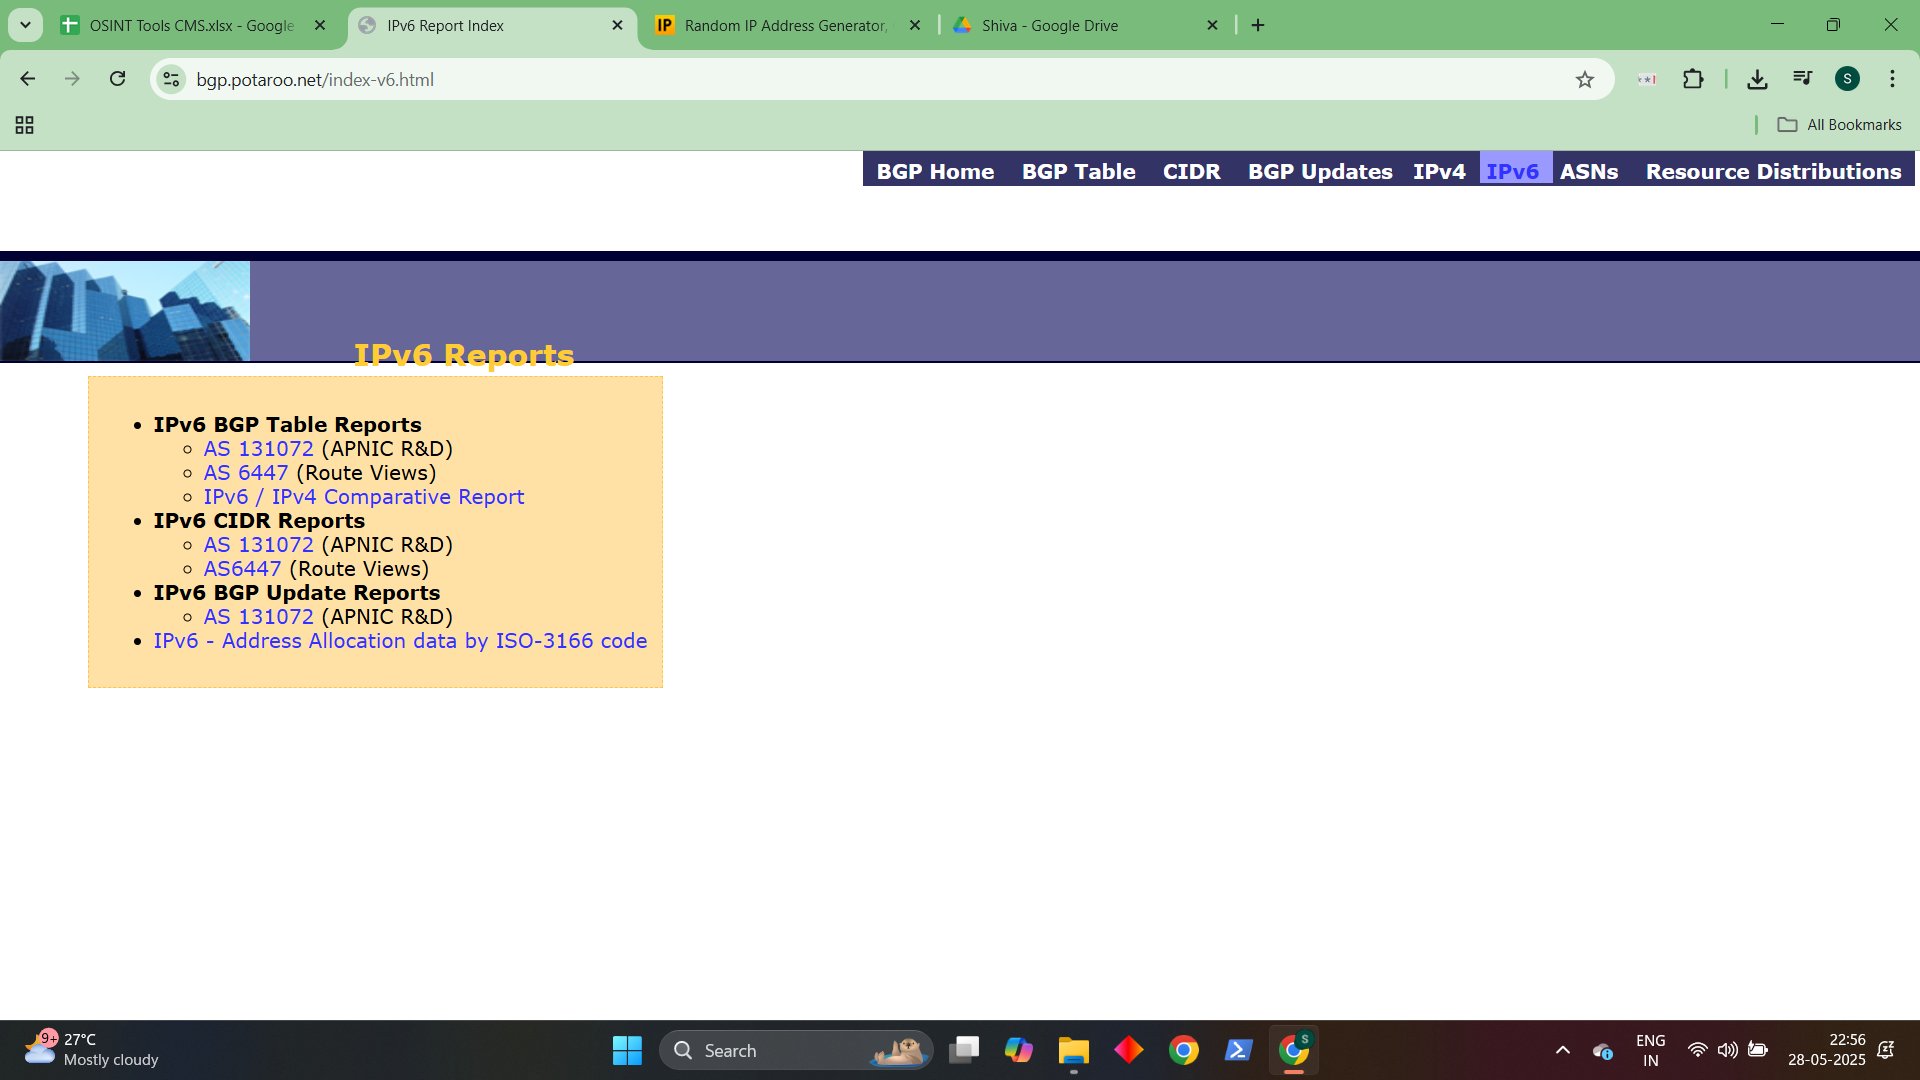 OSINT Tools CMS.xlsx - Google
IPv6 Report Index
Random IP Address Generator,
Shiva - Google Drive
bgp.potaroo.net/index-v6.html
S
All Bookmarks
BGP Home BGP Table CIDR BGP Updates IPv4 IPv6 ASNs Resource Distributions
IPv6 Reports
IPv6 BGP Table Reports
AS 131072 (APNIC R&D)
AS 6447 (Route Views)
IPv6 / IPv4 Comparative Report
IPv6 CIDR Reports
AS 131072 (APNIC R&D)
AS6447 (Route Views)
IPv6 BGP Update Reports
AS 131072 (APNIC R&D)
IPv6 - Address Allocation data by ISO-3166 code
9+
27°C
Mostly cloudy
Search
S
ENG
IN
22:56
28-05-2025